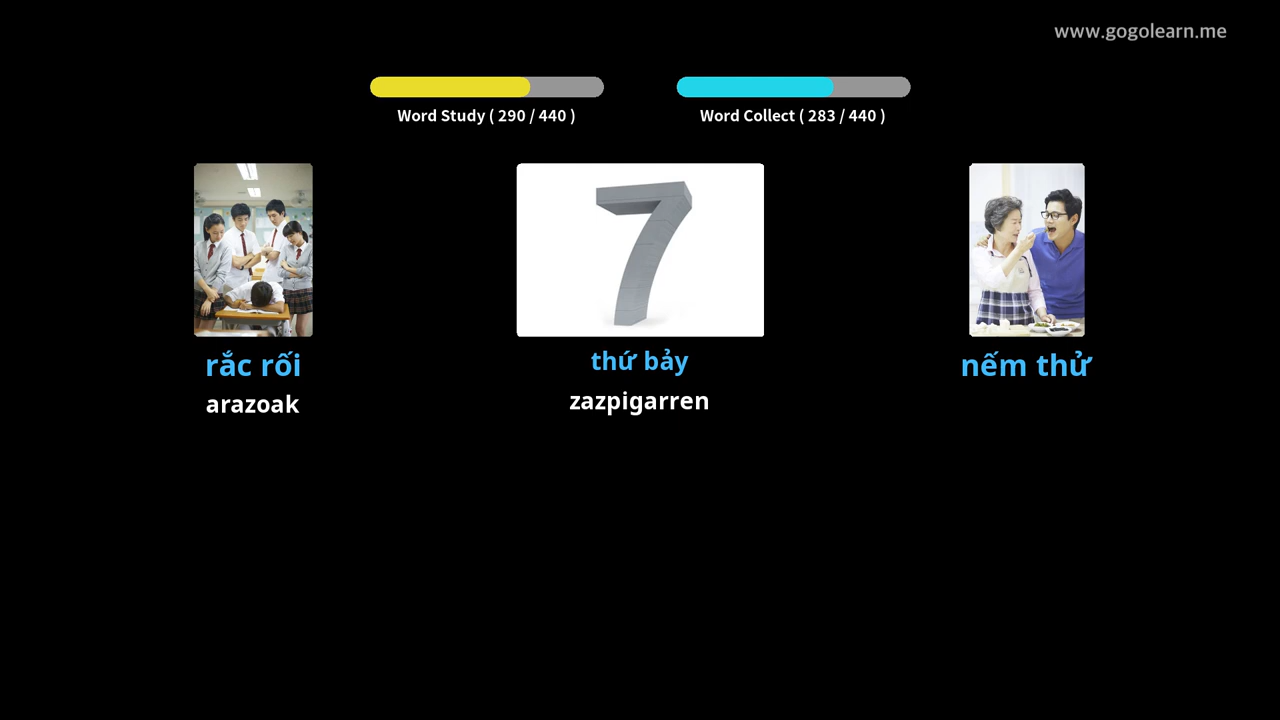 www.gogolearn.me
Word Study ( 290 / 440 )
Word Collect ( 283 / 440 )
rắc rối
arazoak
thứ bảy
zazpigarren
nếm thử